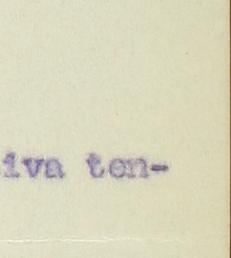 iva ten-